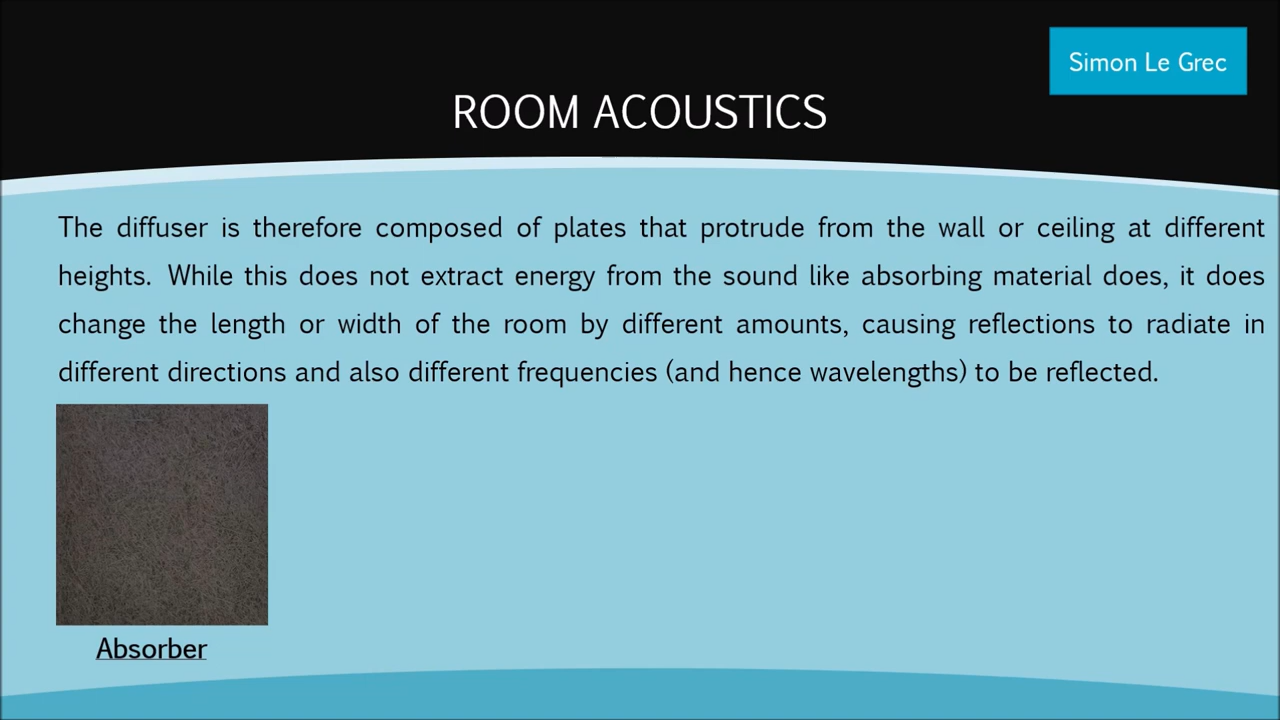 Simon Le Grec
ROOM ACOUSTICS
The diffuser is therefore composed of plates that protrude from the wall or ceiling at different
heights. While this does not extract energy from the sound like absorbing material does, it does
change the length or width of the room by different amounts, causing reflections to radiate in
different directions and also different frequencies (and hence wavelengths) to be reflected.
Absorber